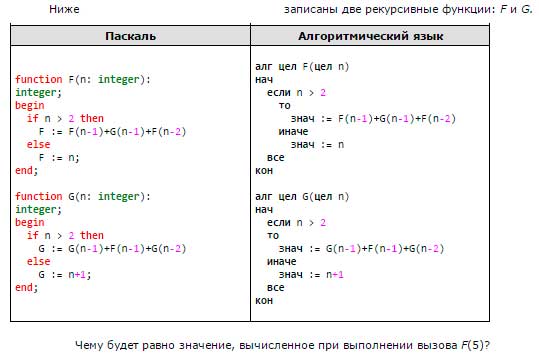 Ниже записаны две рекурсивные функции: F и G.
Паскаль
function F(n: integer):
integer;
begin
if n > 2 then
F := F(n-1)+G(n-1)+F(n-2)
else
F := n;
end;
function G(n: integer):
integer;
begin
if n > 2 then
G := G(n-1)+F(n-1)+G(n-2)
else
G := n+1;
end;
Алгоритмический язык
алг цел F(цел n)
нач
если n > 2
то
знач := F(n-1)+G(n-1)+F(n-2)
иначе
знач := n
все
кон
алг цел G(цел n)
нач
если n > 2
то
знач := G(n-1)+F(n-1)+G(n-2)
иначе
знач := n+1
все
кон
Чему будет равно значение, вычисленное при выполнении вызова F(5)?